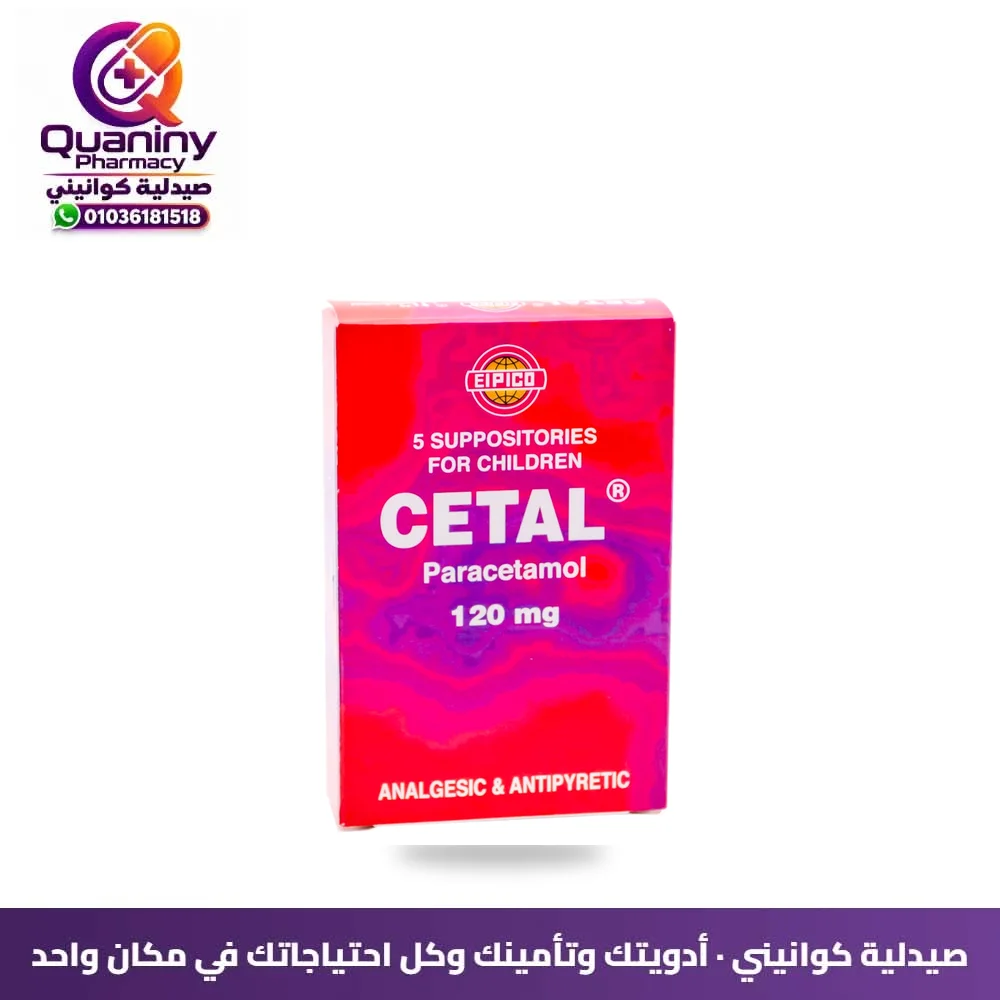 Quaniny
Pharmacy
صيدلية كوانيني
01036181518
CETAL
EIPICO
5 SUPPOSITORIES
FOR CHILDREN
CETAL ®
Paracetamol
120 mg
ANALGESIC & ANTIPYRETIC
صيدلية كوانيني · أدويتك وتأمينك وكل احتياجاتك في مكان واحد